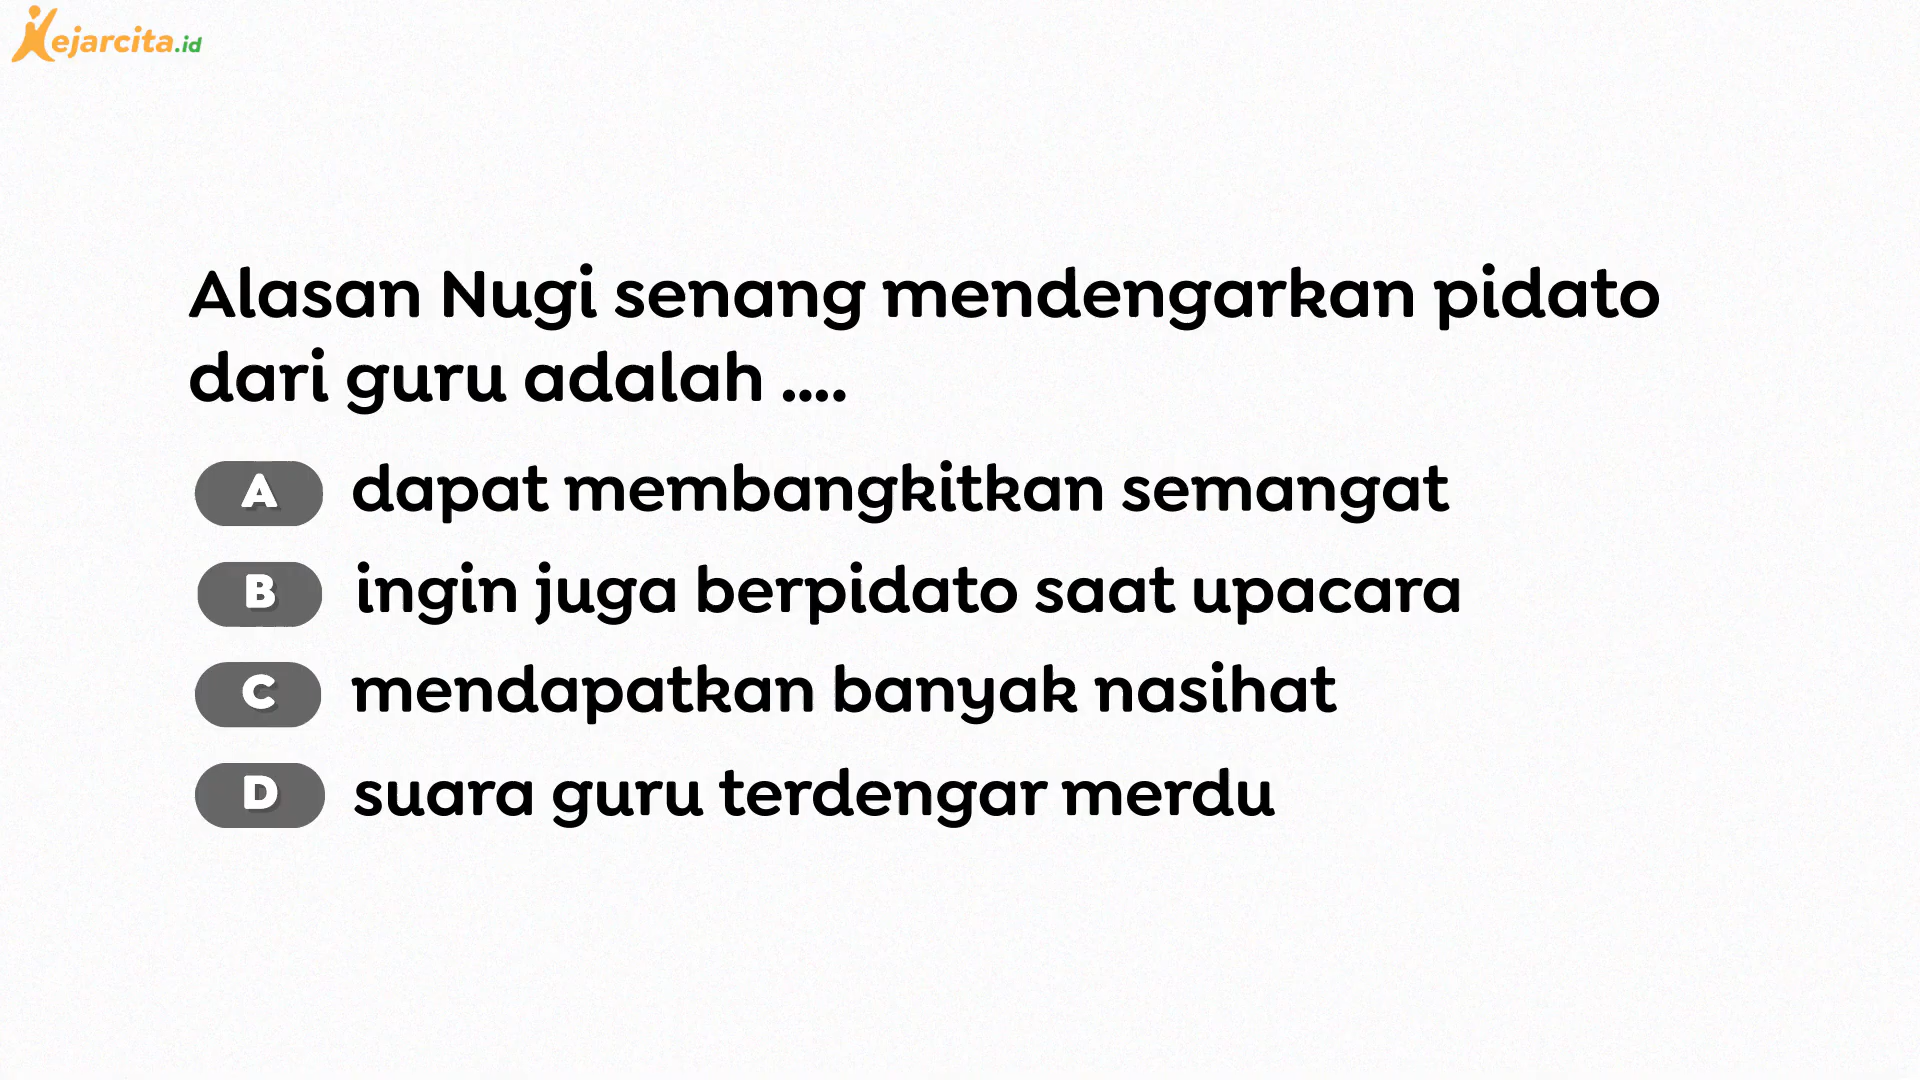 Kejarcita.id
Alasan Nugi senang mendengarkan pidato
dari guru adalah ....
A dapat membangkitkan semangat
B ingin juga berpidato saat upacara
C mendapatkan banyak nasihat
D suara guru terdengar merdu